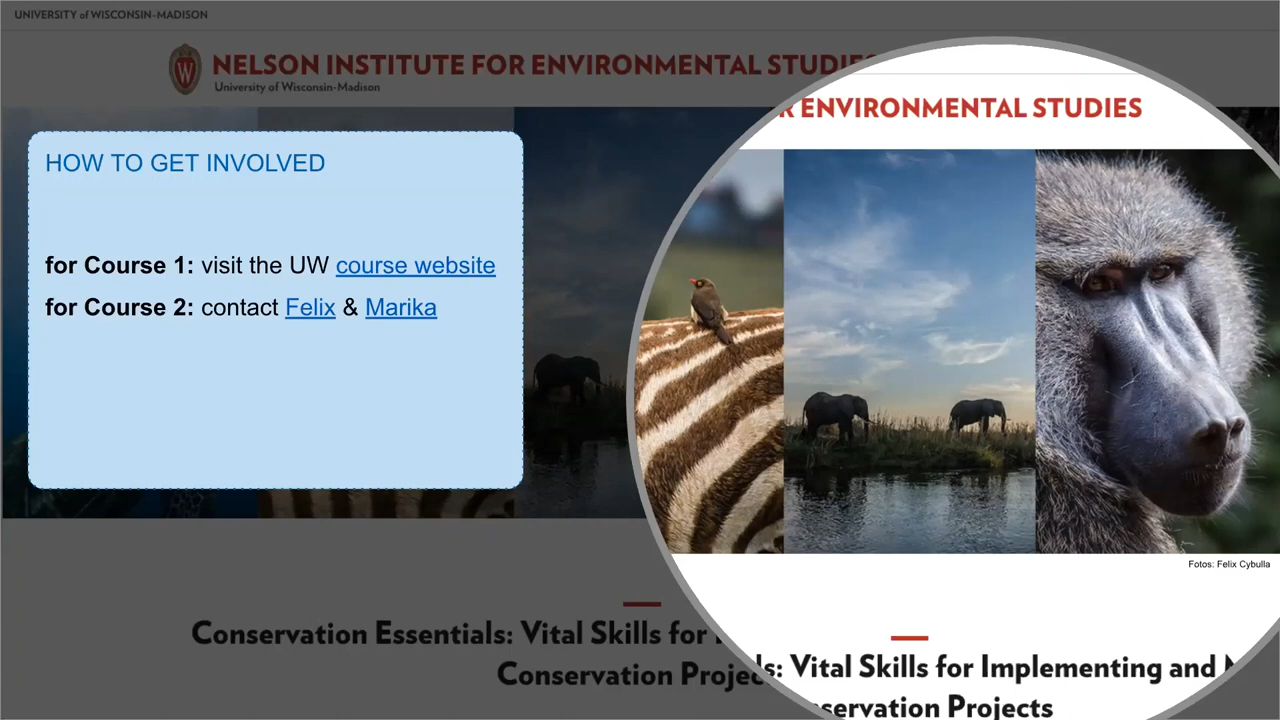 UNIVERSITY of WISCONSIN–MADISON
NELSON INSTITUTE FOR ENVIRONMENTAL STUDIES
University of Wisconsin-Madison
HOW TO GET INVOLVED
for Course 1: visit the UW course website
for Course 2: contact Felix & Marika
ENVIRONMENTAL STUDIES
Fotos: Felix Cybulla
Conservation Essentials: Vital Skills for
Conservation
Vital Skills for Implementing and
Projects